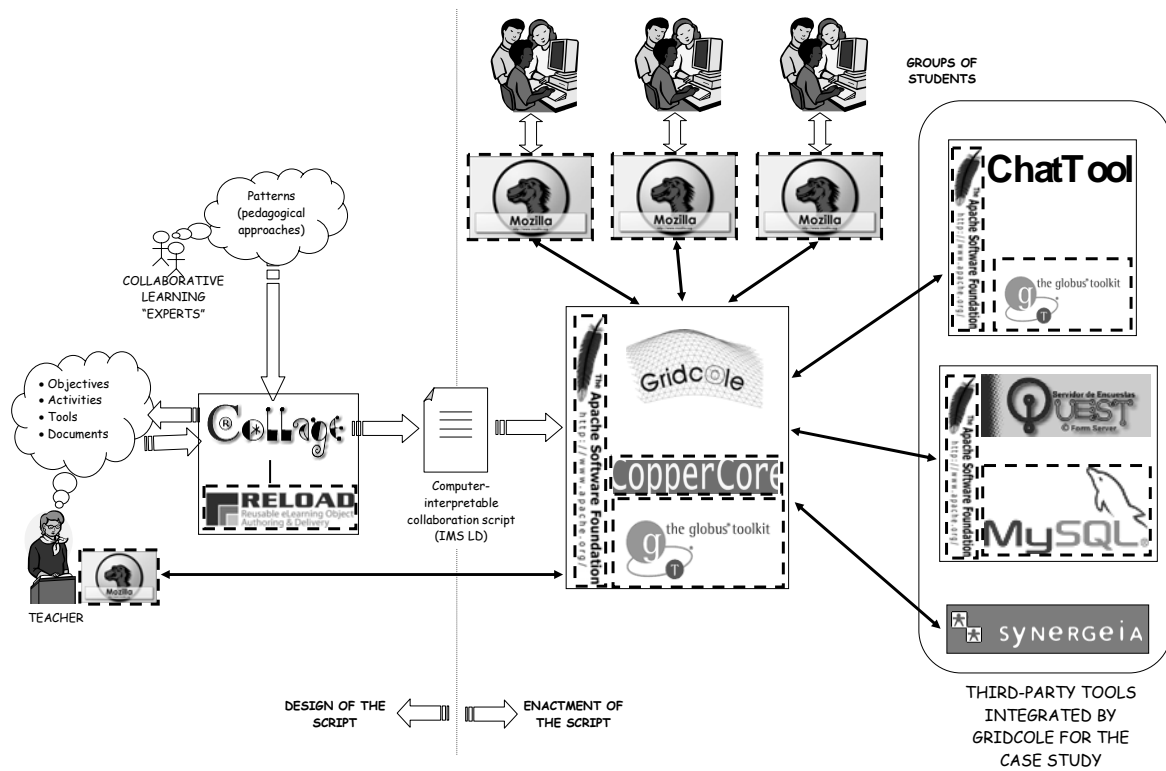 GROUPS OF
STUDENTS
Mozilla
Mozilla
Mozilla
Patterns
(pedagogical
approaches)
COLLABORATIVE
LEARNING
"EXPERTS"
• Objectives
• Activities
• Tools
• Documents
TEACHER
Mozilla
Collage
RELOAD
Reusable eLearning Object
Authoring & Delivery
Computer-
interpretable
collaboration script
(IMS LD)
The Apache Software Foundation
http://www.apache.org/
Gridcole
CopperCore
the globus® toolkit
g
T
ChatTool
The Apache Software Foundation
http://www.apache.org/
the globus® toolkit
g
T
The Apache Software Foundation
http://www.apache.org/
Servidor de Encuestas
QUEST
© Form Server
MySQL®
SYNERGEIA
THIRD-PARTY TOOLS
INTEGRATED BY
GRIDCOLE FOR THE
CASE STUDY
DESIGN OF THE
SCRIPT
ENACTMENT OF
THE SCRIPT